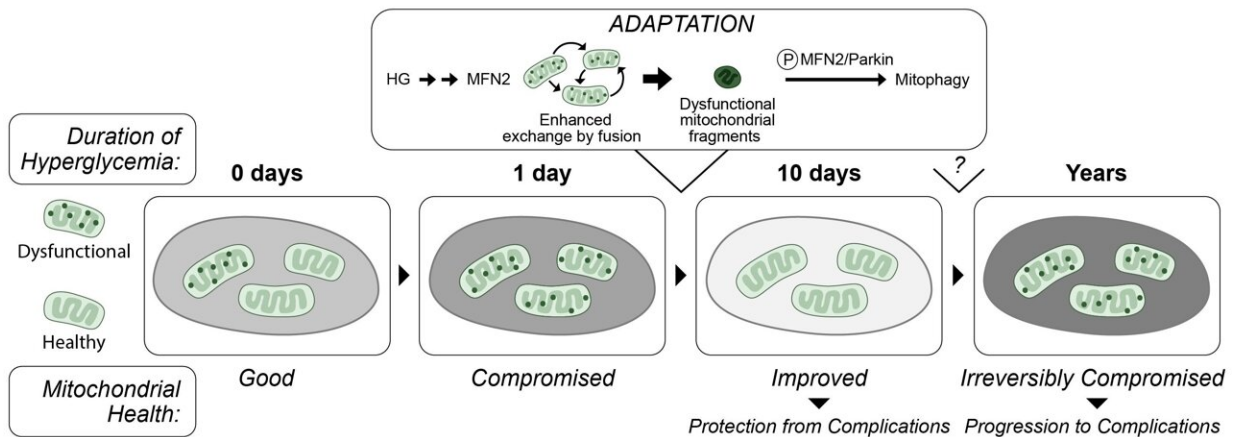 ADAPTATION
HG MFN2
Enhanced
exchange by fusion
Dysfunctional
mitochondrial
fragments
P MFN2/Parkin
Mitophagy
Duration of
Hyperglycemia:
0 days
1 day
10 days
?
Years
Dysfunctional
Healthy
Mitochondrial
Health:
Good
Compromised
Improved
Irreversibly Compromised
Protection from Complications
Progression to Complications